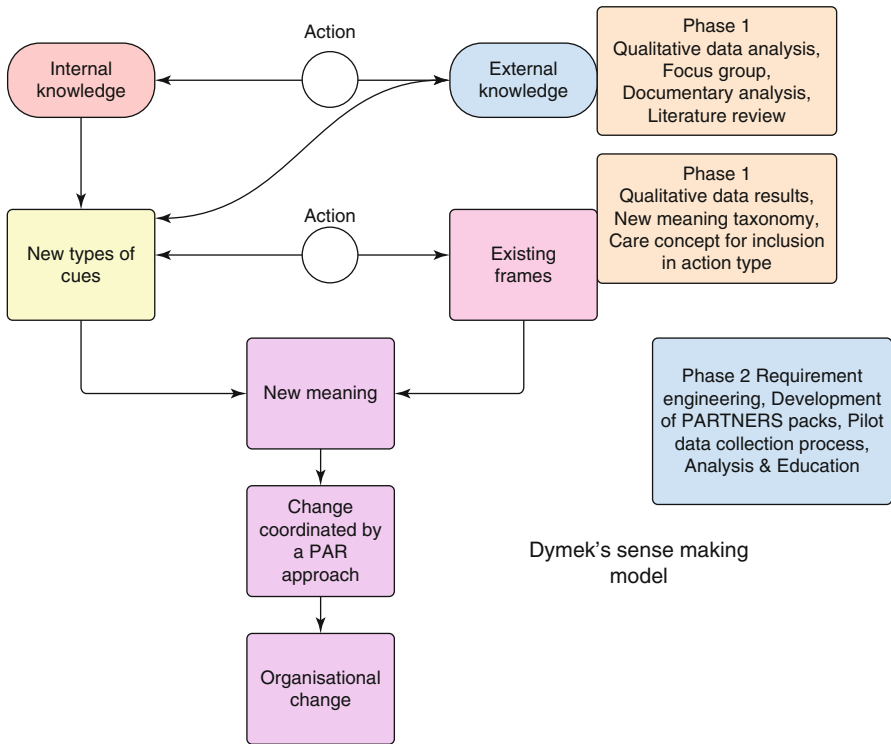 Action
Internal
knowledge
External
knowledge
Phase 1
Qualitative data analysis,
Focus group,
Documentary analysis,
Literature review
Action
New types of
cues
Existing
frames
Phase 1
Qualitative data results,
New meaning taxonomy,
Care concept for inclusion
in action type
New meaning
Phase 2 Requirement
engineering, Development
of PARTNERS packs, Pilot
data collection process,
Analysis & Education
Change
coordinated by
a PAR
approach
Dymek’s sense making
model
Organisational
change